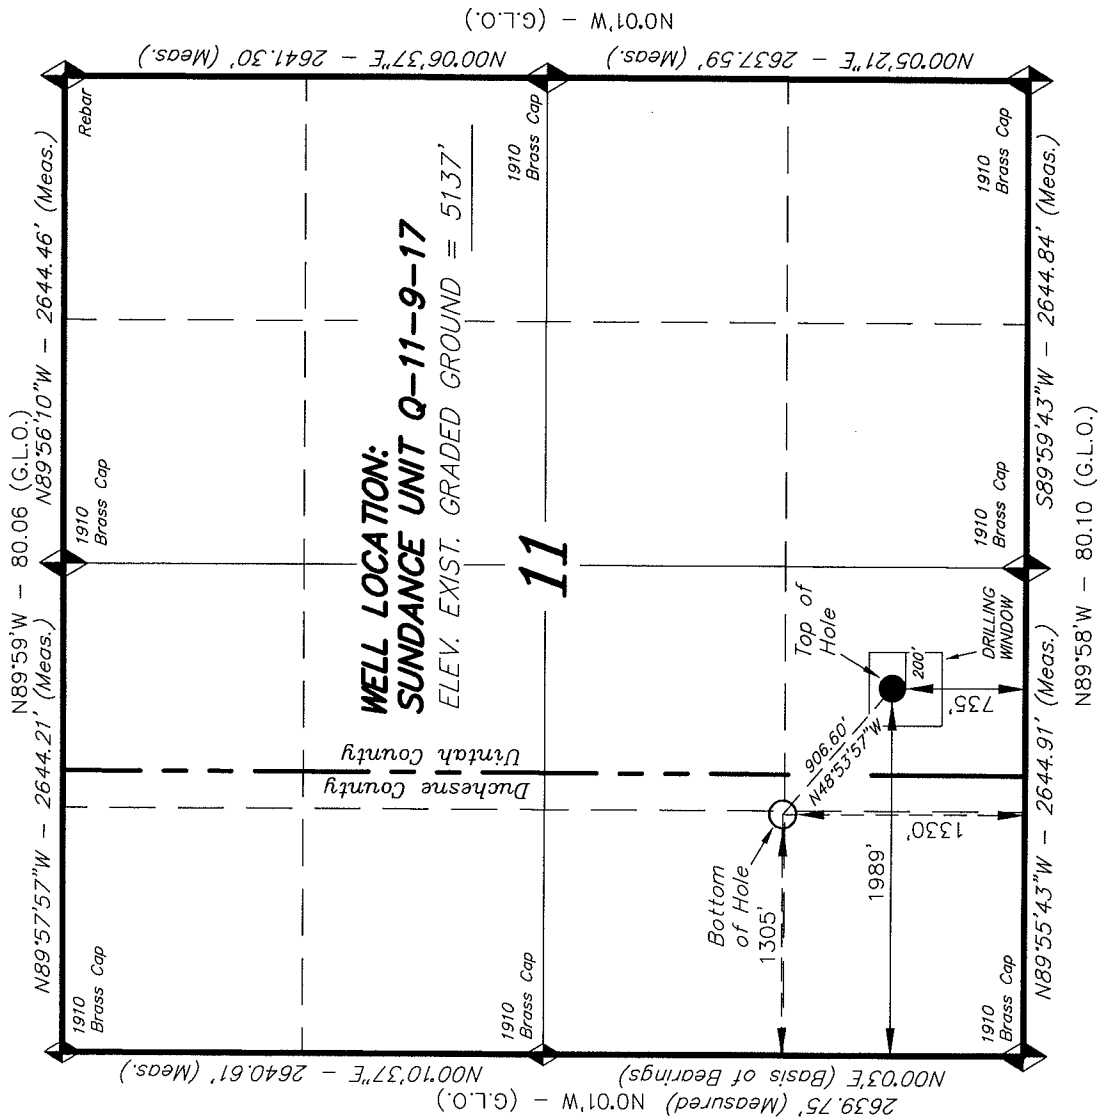 N89°59'W – 80.06 (G.L.O.)
N89°57'57"W – 2644.21' (Meas.)
N89°56'10"W – 2644.46' (Meas.)
1910
Brass Cap
1910
Brass Cap
Rebar
N00°10'37"E – 2640.61' (Meas.)
N0°01'W – (G.L.O.)
N00°06'37"E – 2641.30' (Meas.)
N0°01'W – (G.L.O.)
WELL LOCATION:
SUNDANCE UNIT Q–11–9–17
ELEV. EXIST. GRADED GROUND = 5137'
Duchesne County
Uintah County
11
1910
Brass Cap
1910
Brass Cap
2639.75' (Measured)
N00°03'E (Basis of Bearings)
N00°05'21"E – 2637.59' (Meas.)
Bottom
of Hole
1305'
906.60'
N48°53'57"W
Top of
Hole
200'
DRILLING
WINDOW
1989'
1330'
735'
1910
Brass Cap
1910
Brass Cap
1910
Brass Cap
N89°55'43"W – 2644.91' (Meas.)
S89°59'43"W – 2644.84' (Meas.)
N89°58'W – 80.10 (G.L.O.)